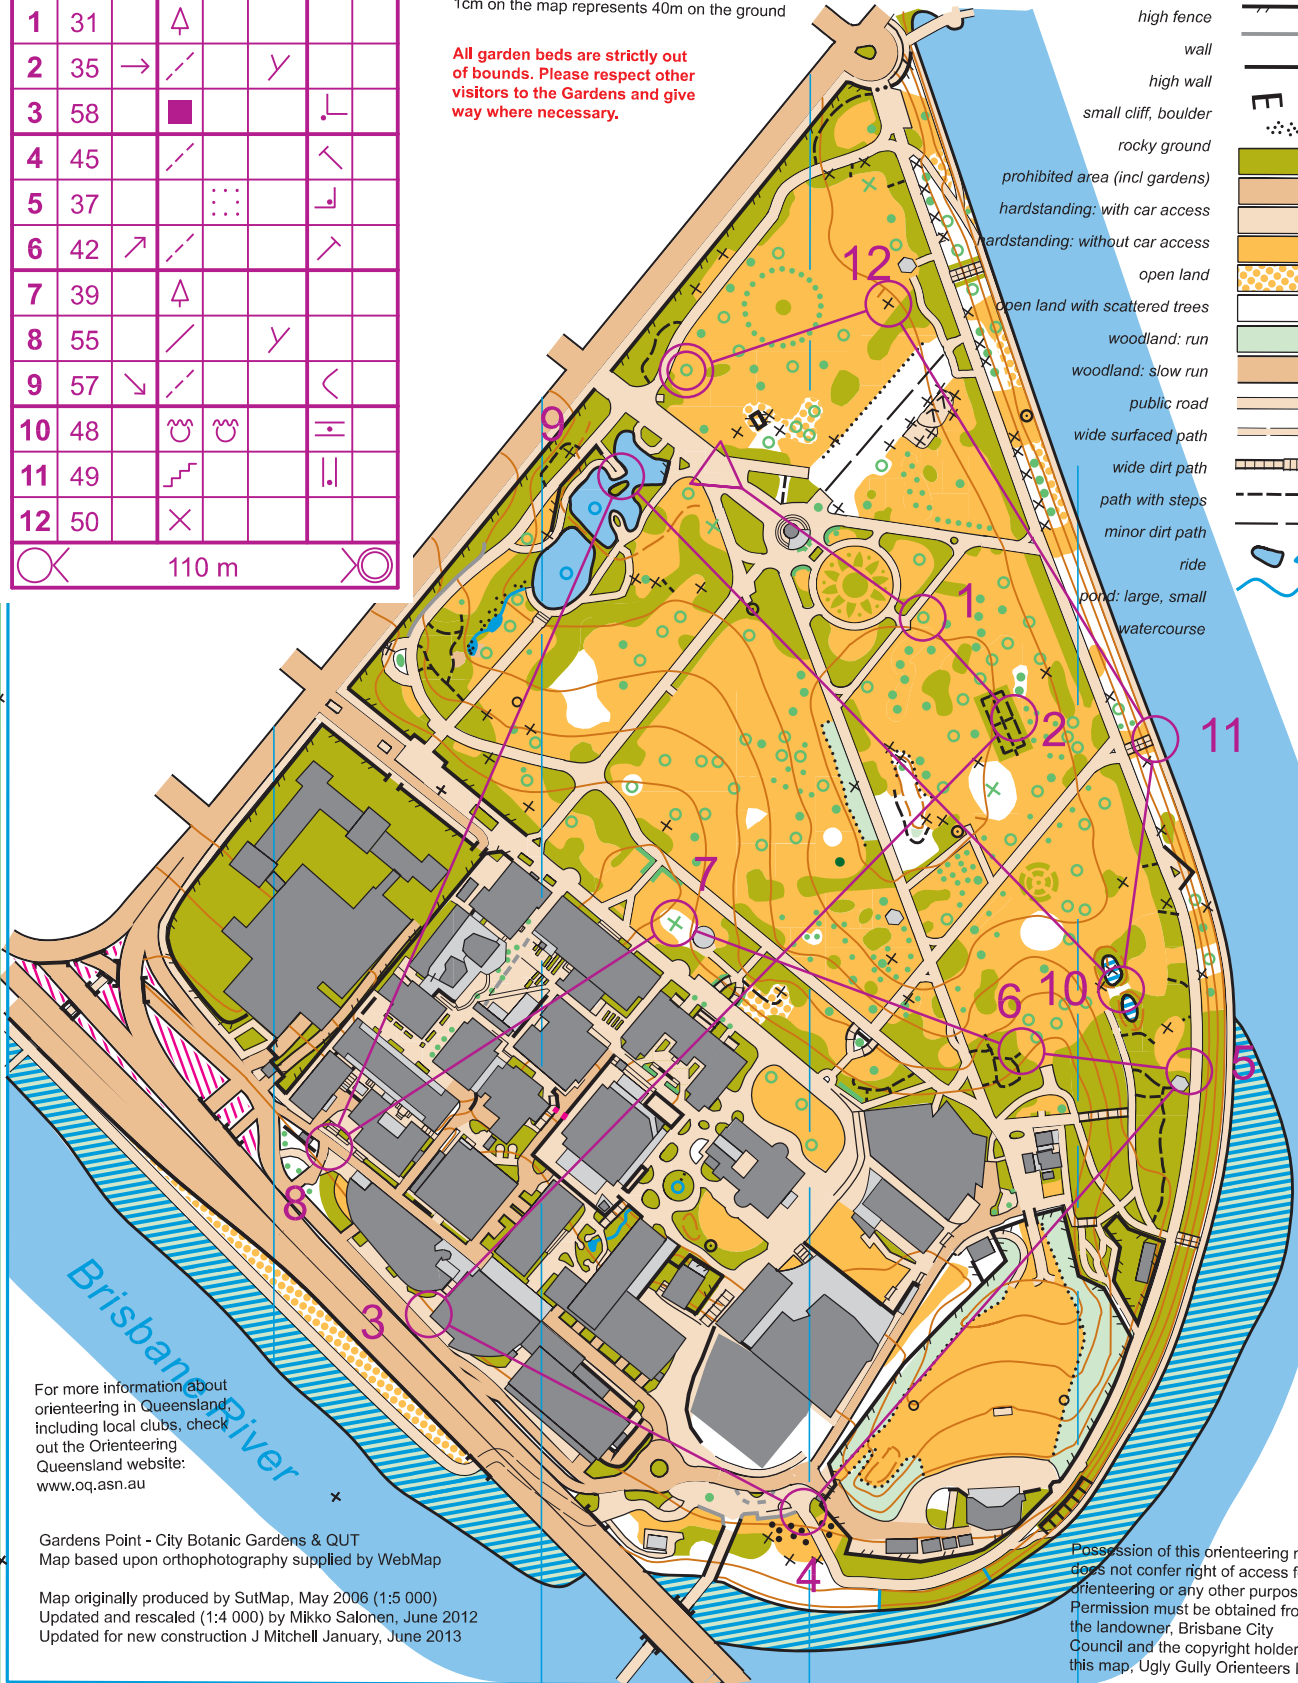 1 31
2 35
3 58
4 45
5 37
6 42
7 39
8 55
9 57
10 48
11 49
12 50
110 m
1cm on the map represents 40m on the ground
All garden beds are strictly out
of bounds. Please respect other
visitors to the Gardens and give
way where necessary.
high fence
wall
high wall
small cliff, boulder
rocky ground
prohibited area (incl gardens)
hardstanding: with car access
hardstanding: without car access
open land
open land with scattered trees
woodland: run
woodland: slow run
public road
wide surfaced path
wide dirt path
path with steps
minor dirt path
ride
pond: large, small
watercourse
12
9
1
2
11
7
6
10
5
8
3
4
Brisbane River
For more information about
orienteering in Queensland,
including local clubs, check
out the Orienteering
Queensland website:
www.oq.asn.au
Gardens Point - City Botanic Gardens & QUT
Map based upon orthophotography supplied by WebMap
Map originally produced by SutMap, May 2006 (1:5 000)
Updated and rescaled (1:4 000) by Mikko Salonen, June 2012
Updated for new construction J Mitchell January, June 2013
Possession of this orienteering
does not confer right of access
orienteering or any other
Permission must be obtained
the landowner, Brisbane City
Council and the copyright holder
this map, Ugly Gully Orienteers